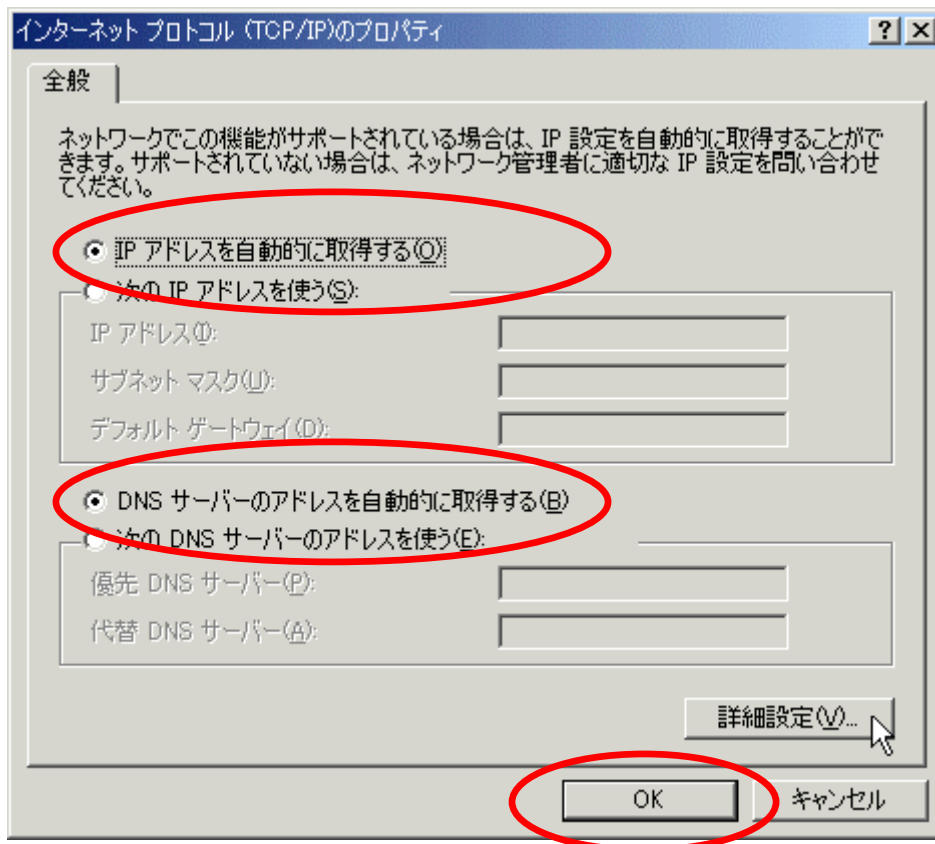 インターネット プロトコル (TCP/IP)のプロパティ
全般
ネットワークでこの機能がサポートされている場合は、IP 設定を自動的に取得することがで
きます。サポートされていない場合は、ネットワーク管理者に適切な IP 設定を問い合わせ
てください。
IP アドレスを自動的に取得する(O)
次の IP アドレスを使う(S):
IP アドレス(I):
サブネット マスク(U):
デフォルト ゲートウェイ(D):
DNS サーバーのアドレスを自動的に取得する(B)
次の DNS サーバーのアドレスを使う(E):
優先 DNS サーバー(P):
代替 DNS サーバー(A):
詳細設定(V)...
OK
キャンセル